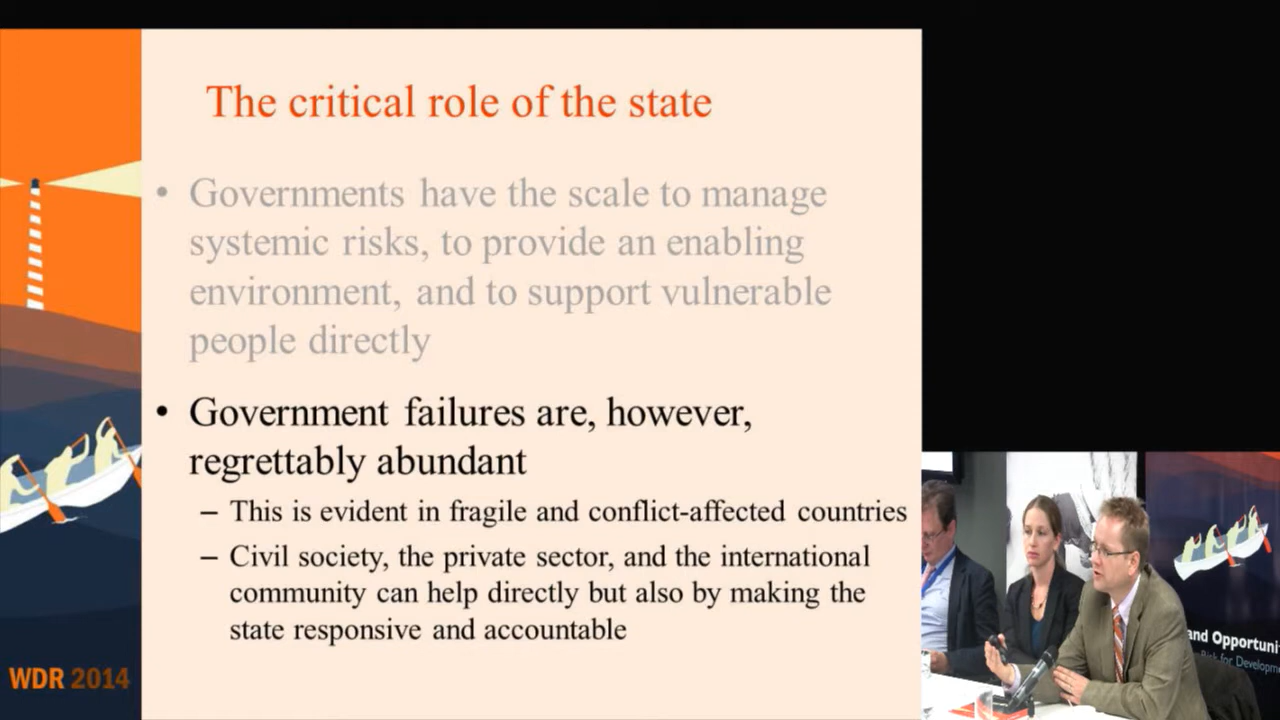 The critical role of the state
• Governments have the scale to manage
systemic risks, to provide an enabling
environment, and to support vulnerable
people directly
• Government failures are, however,
regrettably abundant
– This is evident in fragile and conflict-affected countries
– Civil society, the private sector, and the international
community can help directly but also by making the
state responsive and accountable
WDR 2014
and Opportuni
Risk for Developm